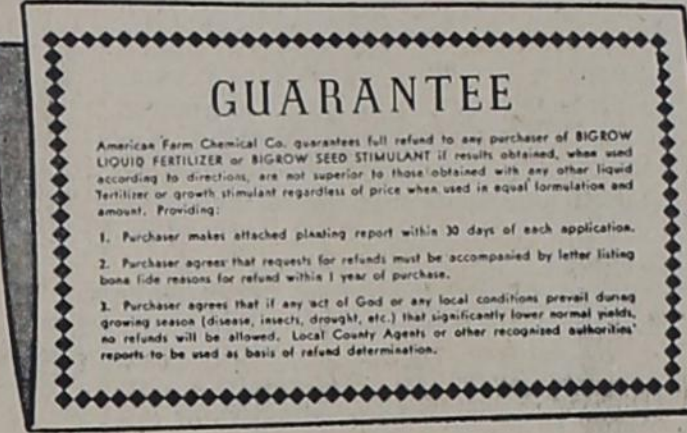 GUARANTEE
American Farm Chemical Co. guarantees full refund to any purchaser of BIGROW
LIQUID FERTILIZER or BIGROW SEED STIMULANT if results obtained, when used
according to directions, are not superior to those obtained with any other liquid
fertilizer or growth stimulant regardless of price when used in equal formulation and
amount. Providing:
1. Purchaser makes attached planting report within 30 days of each application.
2. Purchaser agrees that requests for refunds must be accompanied by letter listing
bona fide reasons for refund within 1 year of purchase.
3. Purchaser agrees that if any act of God or any local conditions prevail during
growing season (disease, insects, drought, etc.) that significantly lower normal yields,
no refunds will be allowed. Local County Agents or other recognized authorities'
reports to be used as basis of refund determination.